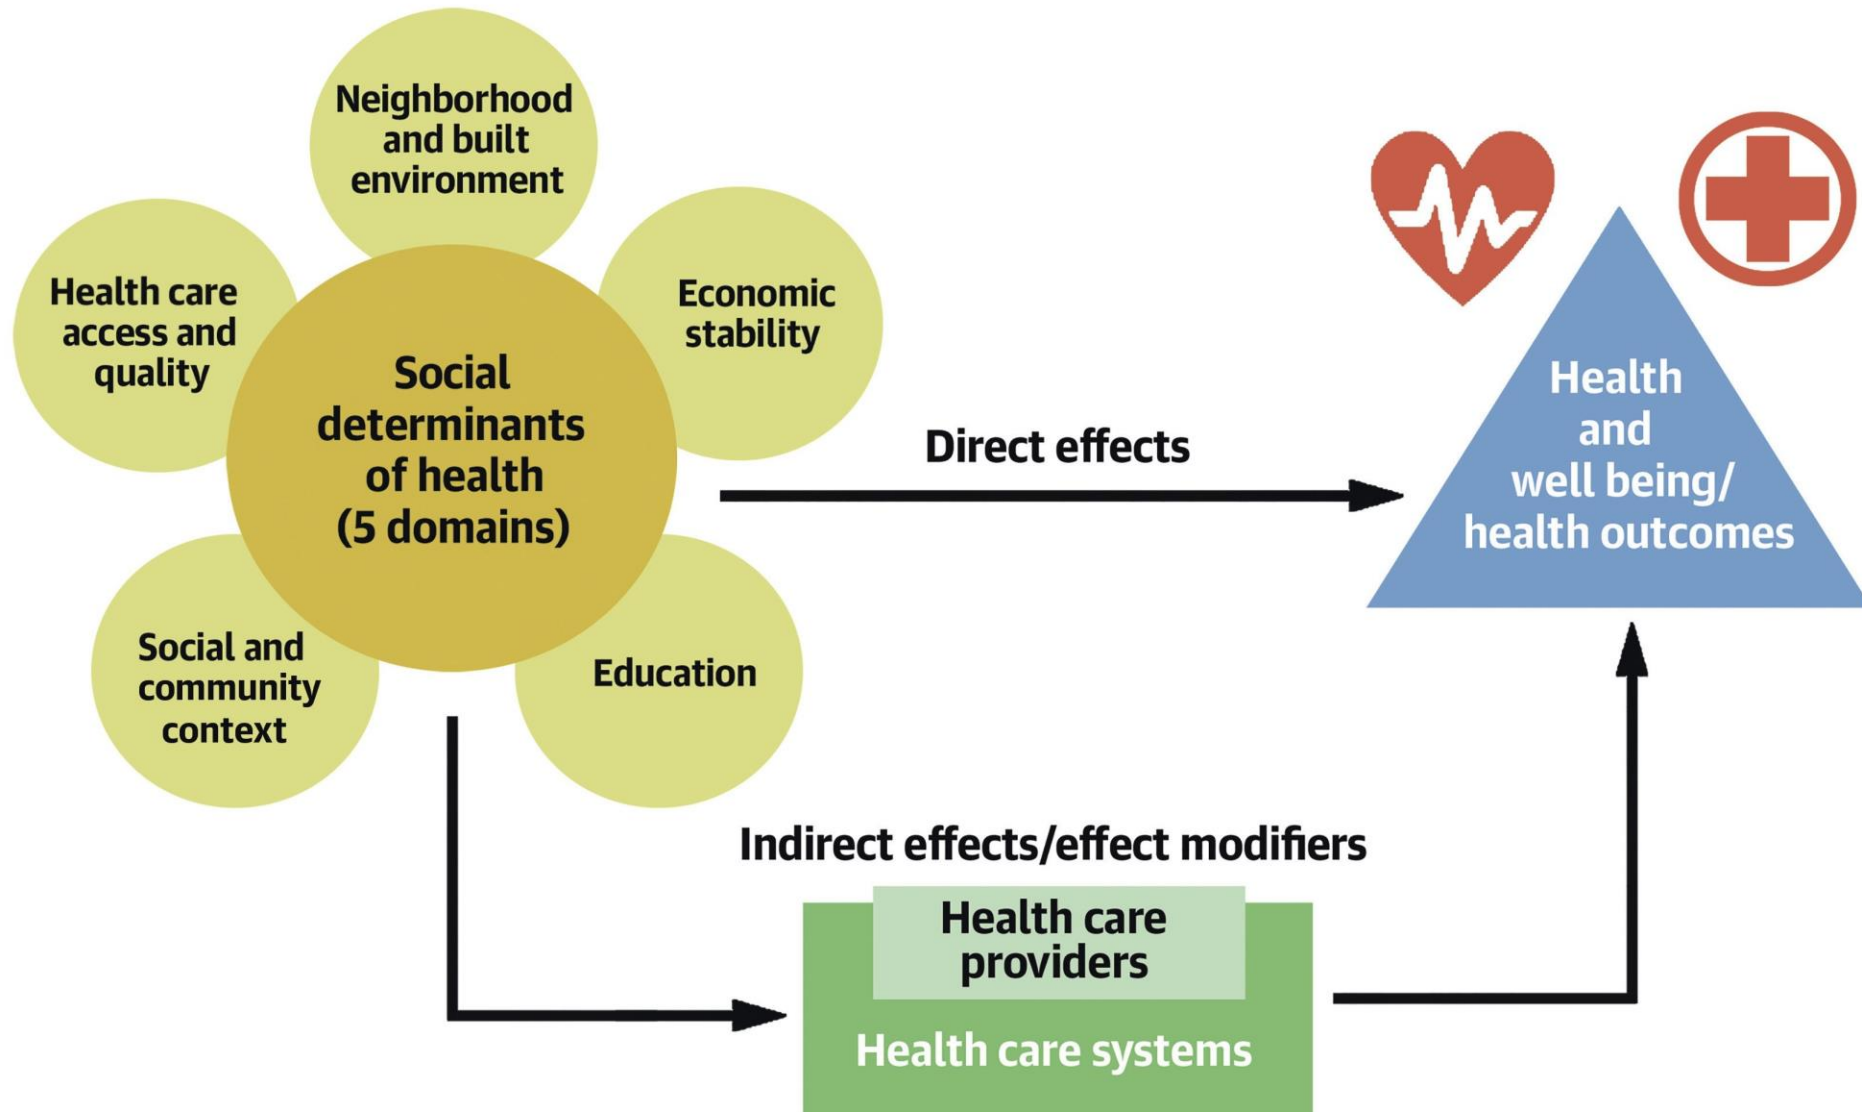 Neighborhood
and built
environment
Health care
access and
quality
Economic
stability
Social
determinants
of health
(5 domains)
Social and
community
context
Education
Direct effects
Health
and
well being/
health outcomes
Indirect effects/effect modifiers
Health care
providers
Health care systems